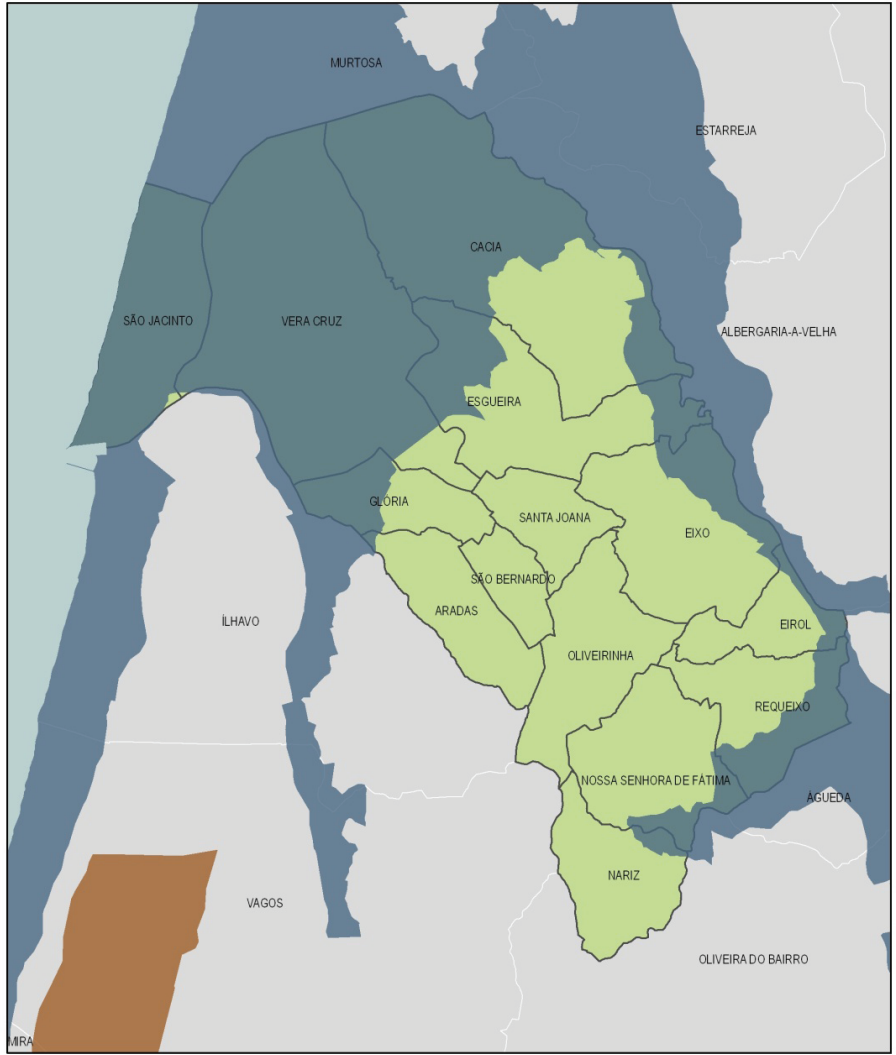 MURTOSA
ESTARREJA
CACIA
SÃO JACINTO
VERA CRUZ
ALBERGARIA-A-VELHA
ESGUEIRA
GLÓRIA
SANTA JOANA
EIXO
SÃO BERNARDO
ARADAS
ÍLHAVO
EIROL
OLIVEIRINHA
REQUEIXO
NOSSA SENHORA DE FÁTIMA
ÁGUEDA
NARIZ
VAGOS
OLIVEIRA DO BAIRRO
MIRA